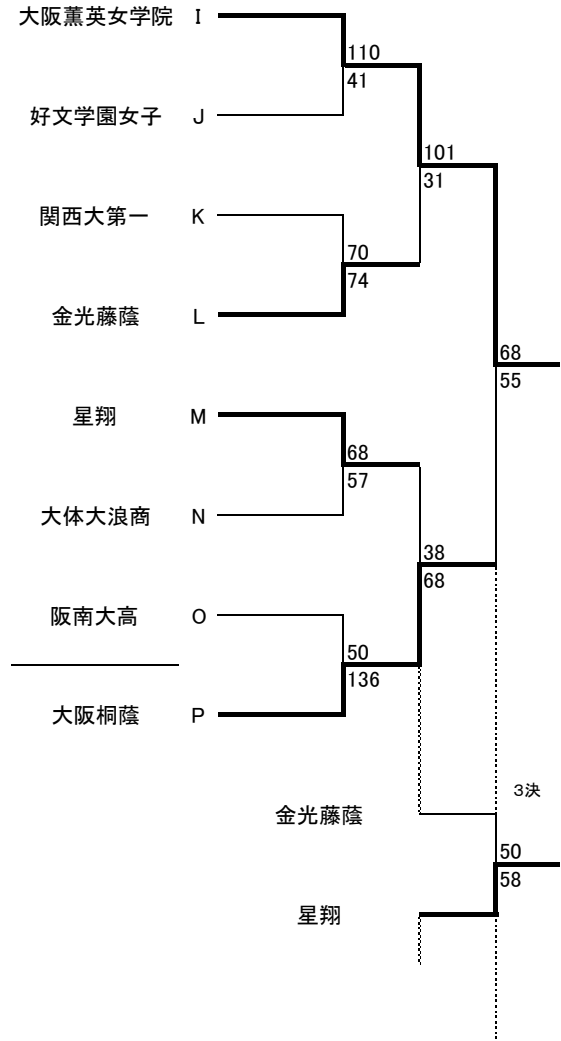 大阪薫英女学院 I
110
41
好文学園女子 J
101
31
関西大第一 K
70
74
金光藤蔭 L
68
55
星翔 M
68
57
大体大浪商 N
38
68
阪南大高 O
50
136
大阪桐蔭 P
3決
金光藤蔭
50
58
星翔